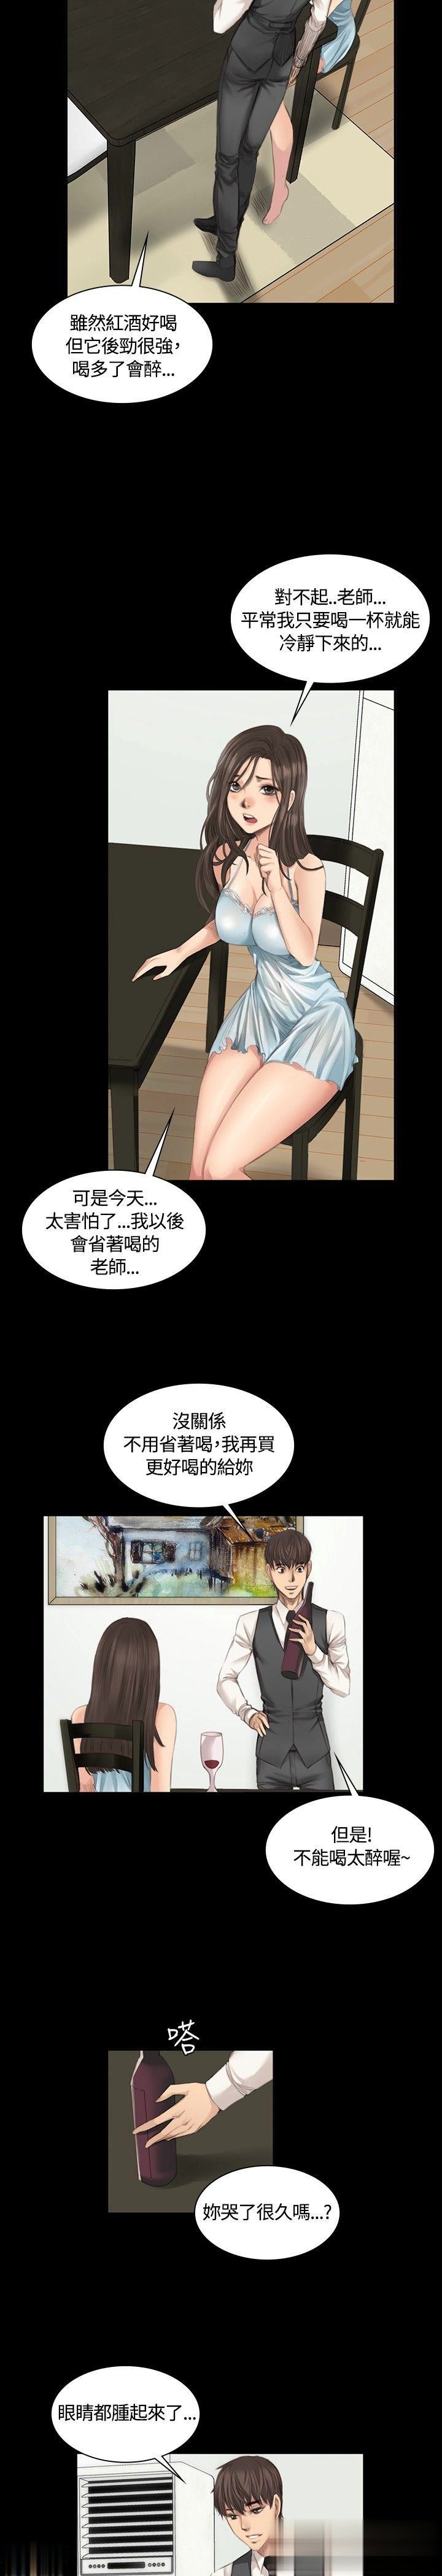 雖然紅酒好喝
但它後勁很強，
喝多了會醉...
對不起..老師...
平常我只要喝一杯就能
冷靜下來的...
可是今天...
太害怕了...我以後
會省著喝的
老師...
沒關係
不用省著喝，我再買
更好喝的給妳
但是!
不能喝太醉喔~
嗒
妳哭了很久嗎...?
眼睛都腫起來了...